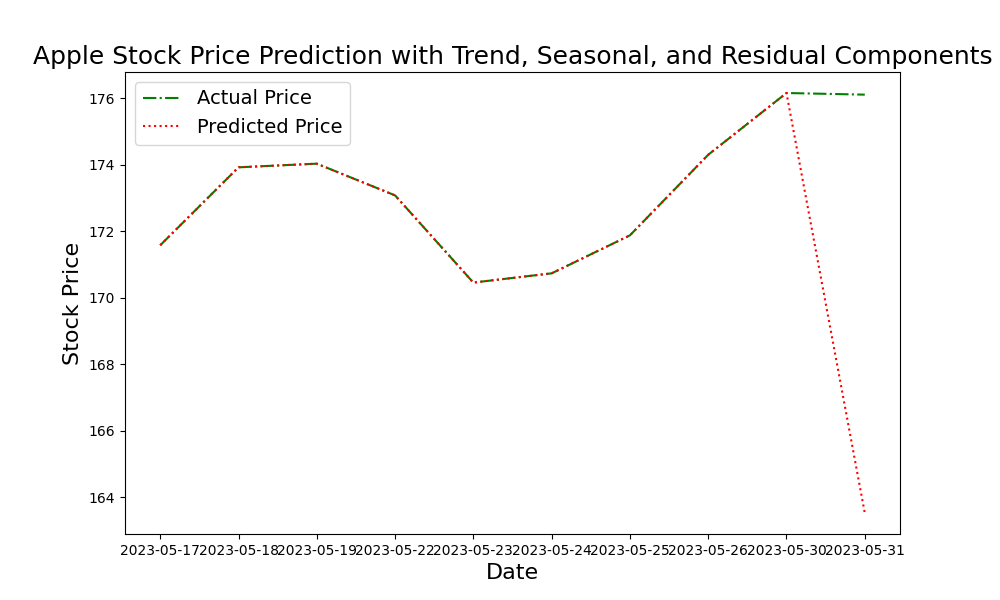 Apple Stock Price Prediction with Trend, Seasonal, and Residual Components
Actual Price
Predicted Price
176
174
172
170
168
166
164
Stock Price
2023-05-17 2023-05-18 2023-05-19 2023-05-22 2023-05-23 2023-05-24 2023-05-25 2023-05-26 2023-05-30 2023-05-31
Date